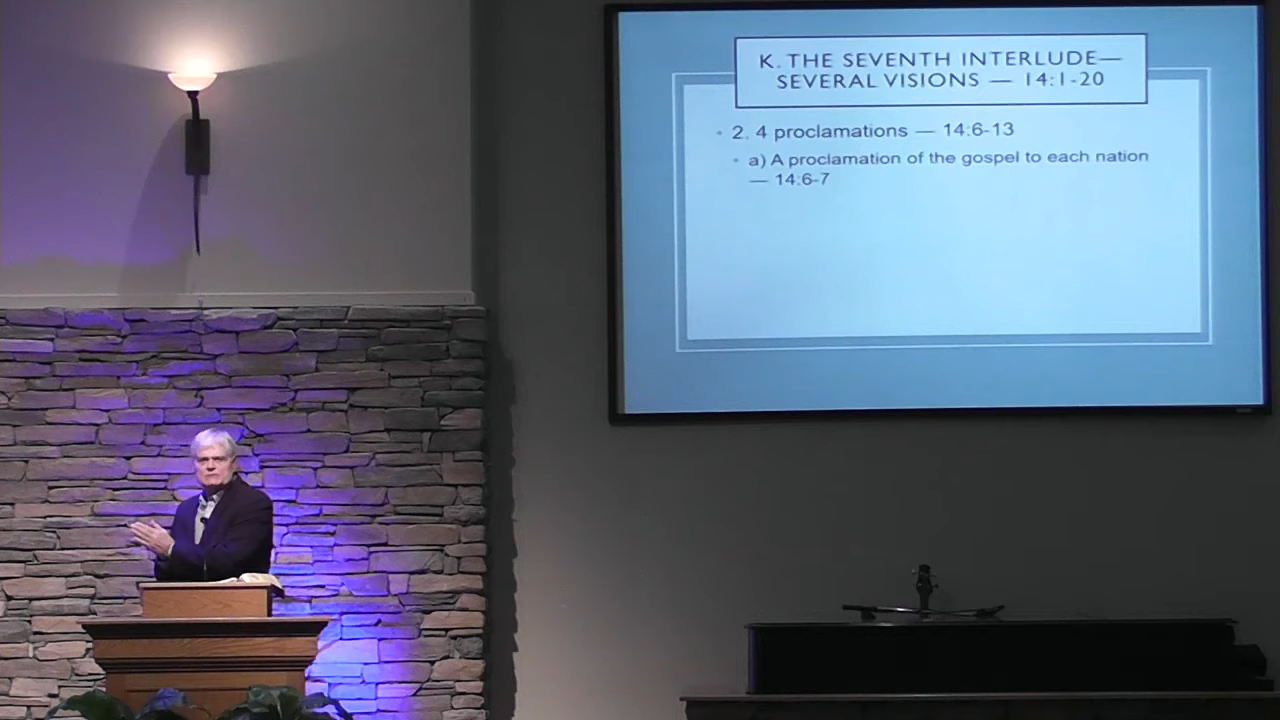 K. THE SEVENTH INTERLUDE—
SEVERAL VISIONS — 14:1-20
• 2. 4 proclamations — 14:6-13
• a) A proclamation of the gospel to each nation
— 14:6-7